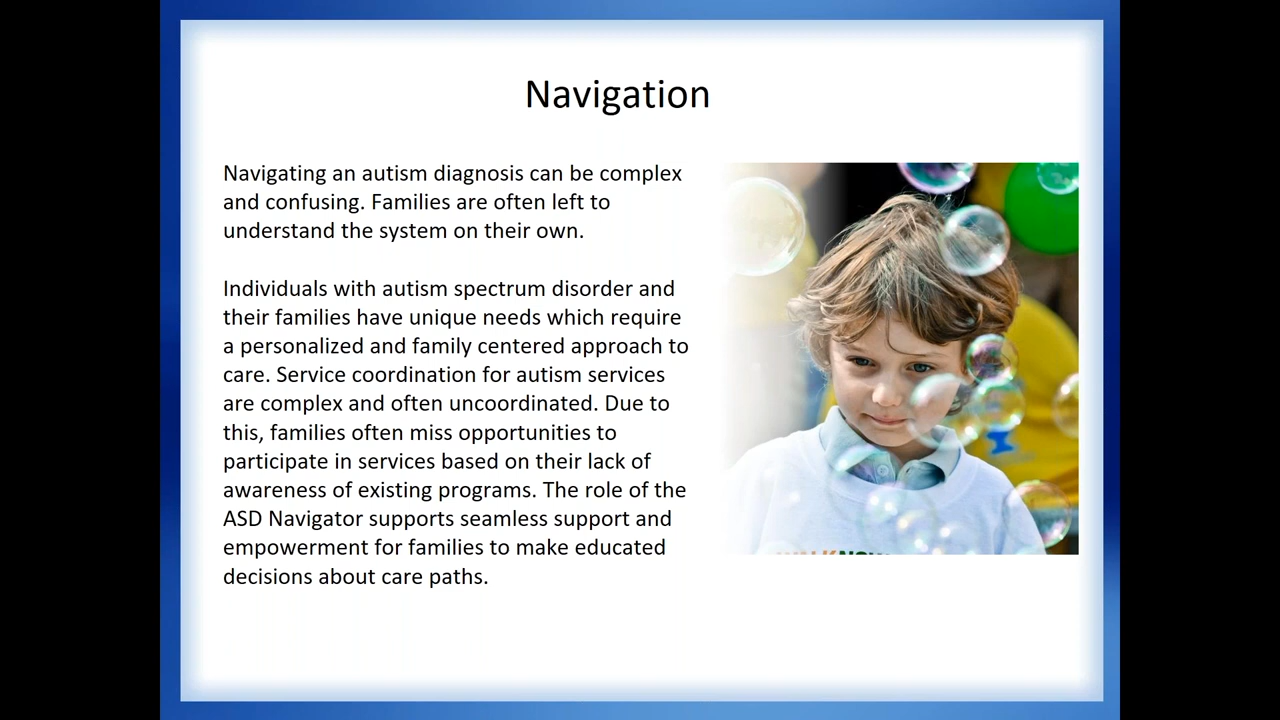 Navigation
Navigating an autism diagnosis can be complex
and confusing. Families are often left to
understand the system on their own.
Individuals with autism spectrum disorder and
their families have unique needs which require
a personalized and family centered approach to
care. Service coordination for autism services
are complex and often uncoordinated. Due to
this, families often miss opportunities to
participate in services based on their lack of
awareness of existing programs. The role of the
ASD Navigator supports seamless support and
empowerment for families to make educated
decisions about care paths.